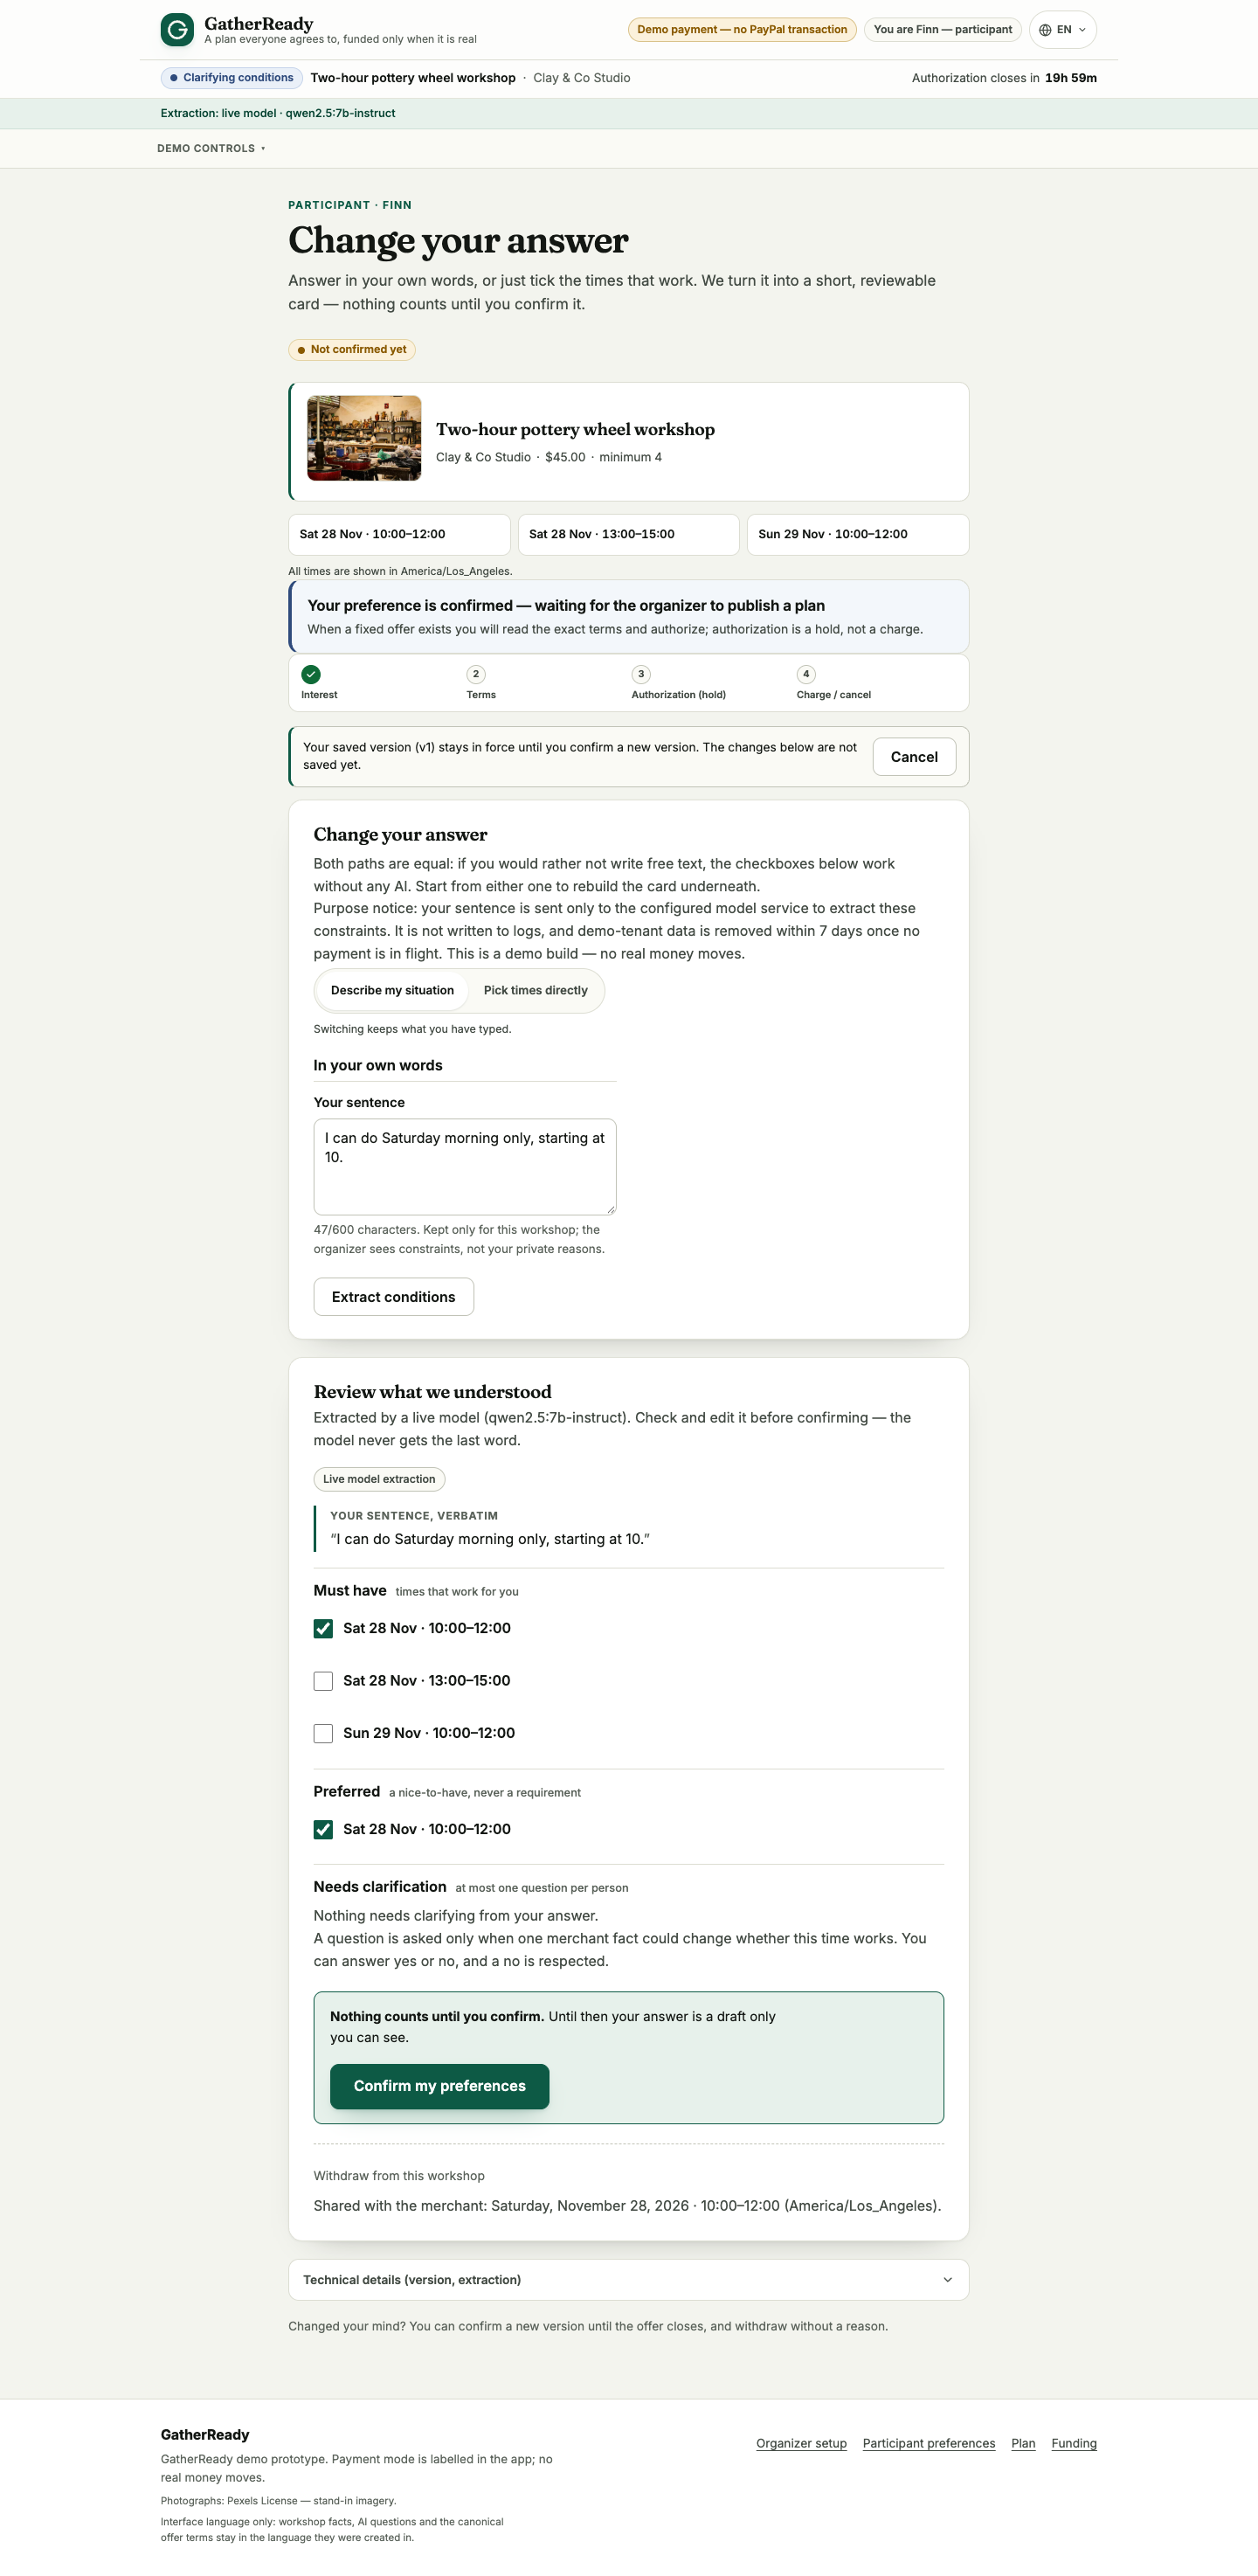 GatherReady
A plan everyone agrees to, funded only when it is real
Demo payment — no PayPal transaction
You are Finn — participant
EN
Clarifying conditions
Two-hour pottery wheel workshop · Clay & Co Studio
Authorization closes in 19h 59m
Extraction: live model · qwen2.5:7b-instruct
DEMO CONTROLS
PARTICIPANT · FINN
Change your answer
Answer in your own words, or just tick the times that work. We turn it into a short, reviewable
card — nothing counts until you confirm it.
Not confirmed yet
Two-hour pottery wheel workshop
Clay & Co Studio · $45.00 · minimum 4
Sat 28 Nov · 10:00–12:00
Sat 28 Nov · 13:00–15:00
Sun 29 Nov · 10:00–12:00
All times are shown in America/Los_Angeles.
Your preference is confirmed — waiting for the organizer to publish a plan
When a fixed offer exists you will read the exact terms and authorize; authorization is a hold, not a charge.
Interest
2
Terms
3
Authorization (hold)
4
Charge / cancel
Your saved version (v1) stays in force until you confirm a new version. The changes below are not
saved yet.
Cancel
Change your answer
Both paths are equal: if you would rather not write free text, the checkboxes below work
without any AI. Start from either one to rebuild the card underneath.
Purpose notice: your sentence is sent only to the configured model service to extract these
constraints. It is not written to logs, and demo-tenant data is removed within 7 days once no
payment is in flight. This is a demo build — no real money moves.
Describe my situation
Pick times directly
Switching keeps what you have typed.
In your own words
Your sentence
I can do Saturday morning only, starting at
10.
47/600 characters. Kept only for this workshop; the
organizer sees constraints, not your private reasons.
Extract conditions
Review what we understood
Extracted by a live model (qwen2.5:7b-instruct). Check and edit it before confirming — the
model never gets the last word.
Live model extraction
YOUR SENTENCE, VERBATIM
“I can do Saturday morning only, starting at 10.”
Must have times that work for you
Sat 28 Nov · 10:00–12:00
Sat 28 Nov · 13:00–15:00
Sun 29 Nov · 10:00–12:00
Preferred a nice-to-have, never a requirement
Sat 28 Nov · 10:00–12:00
Needs clarification at most one question per person
Nothing needs clarifying from your answer.
A question is asked only when one merchant fact could change whether this time works. You
can answer yes or no, and a no is respected.
Nothing counts until you confirm. Until then your answer is a draft only
you can see.
Confirm my preferences
Withdraw from this workshop
Shared with the merchant: Saturday, November 28, 2026 · 10:00–12:00 (America/Los_Angeles).
Technical details (version, extraction)
Changed your mind? You can confirm a new version until the offer closes, and withdraw without a reason.
GatherReady
GatherReady demo prototype. Payment mode is labelled in the app; no
real money moves.
Photographs: Pexels License — stand-in imagery.
Interface language only: workshop facts, AI questions and the canonical
offer terms stay in the language they were created in.
Organizer setup
Participant preferences
Plan
Funding